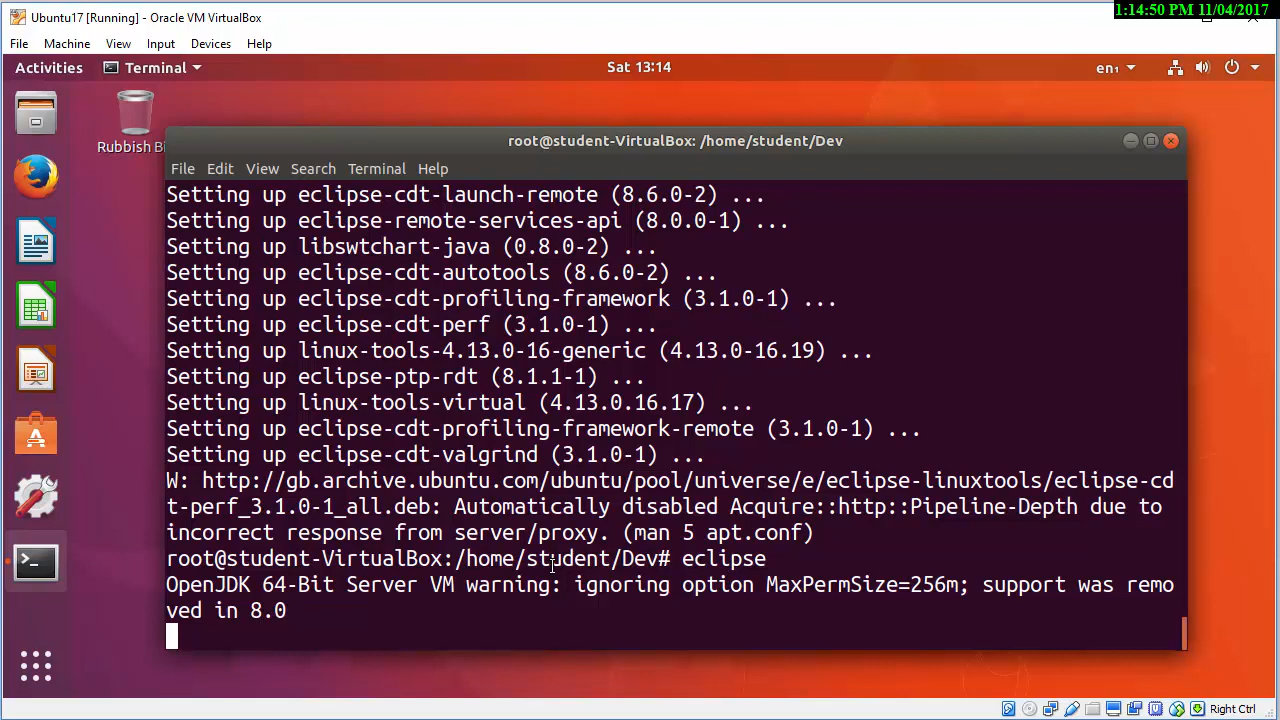 Ubuntu17 [Running] - Oracle VM VirtualBox
1:14:50 PM 11/04/2017
File Machine View Input Devices Help
Activities Terminal Sat 13:14 en₁
Rubbish Bi
root@student-VirtualBox: /home/student/Dev
File Edit View Search Terminal Help
Setting up eclipse-cdt-launch-remote (8.6.0-2) ...
Setting up eclipse-remote-services-api (8.0.0-1) ...
Setting up libswtchart-java (0.8.0-2) ...
Setting up eclipse-cdt-autotools (8.6.0-2) ...
Setting up eclipse-cdt-profiling-framework (3.1.0-1) ...
Setting up eclipse-cdt-perf (3.1.0-1) ...
Setting up linux-tools-4.13.0-16-generic (4.13.0-16.19) ...
Setting up eclipse-ptp-rdt (8.1.1-1) ...
Setting up linux-tools-virtual (4.13.0.16.17) ...
Setting up eclipse-cdt-profiling-framework-remote (3.1.0-1) ...
Setting up eclipse-cdt-valgrind (3.1.0-1) ...
W: http://gb.archive.ubuntu.com/ubuntu/pool/universe/e/eclipse-linuxtools/eclipse-cd
t-perf_3.1.0-1_all.deb: Automatically disabled Acquire::http::Pipeline-Depth due to
incorrect response from server/proxy. (man 5 apt.conf)
root@student-VirtualBox:/home/student/Dev# eclipse
OpenJDK 64-Bit Server VM warning: ignoring option MaxPermSize=256m; support was remo
ved in 8.0
Right Ctrl